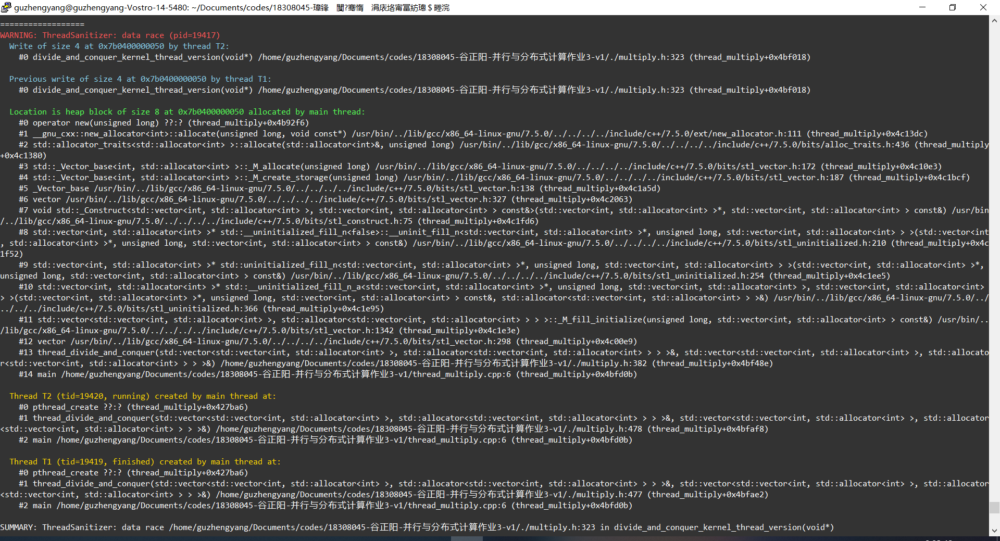 guzhengyang@guzhengyang-Vostro-14-5480: ~/Documents/codes/18308045-璋锋
==================
WARNING: ThreadSanitizer: data race (pid=19417)
  Write of size 4 at 0x7b0400000050 by thread T2:
    #0 divide_and_conquer_kernel_thread_version(void*) /home/guzhengyang/Documents/codes/18308045-谷正阳-并行与分布式计算作业3-v1/./multiply.h:323 (thread_multiply+0x4bf018)
  Previous write of size 4 at 0x7b0400000050 by thread T1:
    #0 divide_and_conquer_kernel_thread_version(void*) /home/guzhengyang/Documents/codes/18308045-谷正阳-并行与分布式计算作业3-v1/./multiply.h:323 (thread_multiply+0x4bf018)
  Location is heap block of size 8 at 0x7b0400000050 allocated by main thread:
    #0 operator new(unsigned long) ??:? (thread_multiply+0x4b92f6)
    #1 __gnu_cxx::new_allocator<int>::allocate(unsigned long, void const*) /usr/bin/../lib/gcc/x86_64-linux-gnu/7.5.0/../../../../include/c++/7.5.0/ext/new_allocator.h:111 (thread_multiply+0x4c13dc)
    #2 std::allocator_traits<std::allocator<int> >::allocate(std::allocator<int>&, unsigned long) /usr/bin/../lib/gcc/x86_64-linux-gnu/7.5.0/../../../../include/c++/7.5.0/bits/alloc_traits.h:436 (thread_multiply
+0x4c1380)
    #3 std::_Vector_base<int, std::allocator<int> >::_M_allocate(unsigned long) /usr/bin/../lib/gcc/x86_64-linux-gnu/7.5.0/../../../../include/c++/7.5.0/bits/stl_vector.h:172 (thread_multiply+0x4c10e3)
    #4 std::_Vector_base<int, std::allocator<int> >::_M_create_storage(unsigned long) /usr/bin/../lib/gcc/x86_64-linux-gnu/7.5.0/../../../../include/c++/7.5.0/bits/stl_vector.h:187 (thread_multiply+0x4c1bcf)
    #5 _Vector_base /usr/bin/../lib/gcc/x86_64-linux-gnu/7.5.0/../../../../include/c++/7.5.0/bits/stl_vector.h:138 (thread_multiply+0x4c1a5d)
    #6 vector /usr/bin/../lib/gcc/x86_64-linux-gnu/7.5.0/../../../../include/c++/7.5.0/bits/stl_vector.h:327 (thread_multiply+0x4c2063)
    #7 void std::_Construct<std::vector<int, std::allocator<int> >, std::vector<int, std::allocator<int> > const&>(std::vector<int, std::allocator<int> >*, std::vector<int, std::allocator<int> > const&) /usr/bin
/../lib/gcc/x86_64-linux-gnu/7.5.0/../../../../include/c++/7.5.0/bits/stl_construct.h:75 (thread_multiply+0x4c1fd6)
    #8 std::vector<int, std::allocator<int> >* std::__uninitialized_fill_n<false>::__uninit_fill_n<std::vector<int, std::allocator<int> >*, unsigned long, std::vector<int, std::allocator<int> > >(std::vector<int
, std::allocator<int> >*, unsigned long, std::vector<int, std::allocator<int> > const&) /usr/bin/../lib/gcc/x86_64-linux-gnu/7.5.0/../../../../include/c++/7.5.0/bits/stl_uninitialized.h:210 (thread_multiply+0x4c
1f52)
    #9 std::vector<int, std::allocator<int> >* std::uninitialized_fill_n<std::vector<int, std::allocator<int> >*, unsigned long, std::vector<int, std::allocator<int> > >(std::vector<int, std::allocator<int> >*,
unsigned long, std::vector<int, std::allocator<int> > const&) /usr/bin/../lib/gcc/x86_64-linux-gnu/7.5.0/../../../../include/c++/7.5.0/bits/stl_uninitialized.h:254 (thread_multiply+0x4c1ee5)
    #10 std::vector<int, std::allocator<int> >* std::__uninitialized_fill_n_a<std::vector<int, std::allocator<int> >*, unsigned long, std::vector<int, std::allocator<int> >, std::vector<int, std::allocator<int>
> >(std::vector<int, std::allocator<int> >*, unsigned long, std::vector<int, std::allocator<int> > const&, std::allocator<std::vector<int, std::allocator<int> > >&) /usr/bin/../lib/gcc/x86_64-linux-gnu/7.5.0/../
../../../include/c++/7.5.0/bits/stl_uninitialized.h:366 (thread_multiply+0x4c1e95)
    #11 std::vector<std::vector<int, std::allocator<int> >, std::allocator<std::vector<int, std::allocator<int> > > >::_M_fill_initialize(unsigned long, std::vector<int, std::allocator<int> > const&) /usr/bin/..
/lib/gcc/x86_64-linux-gnu/7.5.0/../../../../include/c++/7.5.0/bits/stl_vector.h:1342 (thread_multiply+0x4c1e3e)
    #12 vector /usr/bin/../lib/gcc/x86_64-linux-gnu/7.5.0/../../../../include/c++/7.5.0/bits/stl_vector.h:298 (thread_multiply+0x4c00e9)
    #13 thread_divide_and_conquer(std::vector<std::vector<int, std::allocator<int> >, std::allocator<std::vector<int, std::allocator<int> > > >&, std::vector<std::vector<int, std::allocator<int> >, std::allocato
r<std::vector<int, std::allocator<int> > > >&) /home/guzhengyang/Documents/codes/18308045-谷正阳-并行与分布式计算作业3-v1/./multiply.h:382 (thread_multiply+0x4bf48e)
    #14 main /home/guzhengyang/Documents/codes/18308045-谷正阳-并行与分布式计算作业3-v1/thread_multiply.cpp:6 (thread_multiply+0x4bfd0b)
  Thread T2 (tid=19420, running) created by main thread at:
    #0 pthread_create ??:? (thread_multiply+0x427ba6)
    #1 thread_divide_and_conquer(std::vector<std::vector<int, std::allocator<int> >, std::allocator<std::vector<int, std::allocator<int> > > >&, std::vector<std::vector<int, std::allocator<int> >, std::allocator
<std::vector<int, std::allocator<int> > > >&) /home/guzhengyang/Documents/codes/18308045-谷正阳-并行与分布式计算作业3-v1/./multiply.h:478 (thread_multiply+0x4bfaf8)
    #2 main /home/guzhengyang/Documents/codes/18308045-谷正阳-并行与分布式计算作业3-v1/thread_multiply.cpp:6 (thread_multiply+0x4bfd0b)
  Thread T1 (tid=19419, finished) created by main thread at:
    #0 pthread_create ??:? (thread_multiply+0x427ba6)
    #1 thread_divide_and_conquer(std::vector<std::vector<int, std::allocator<int> >, std::allocator<std::vector<int, std::allocator<int> > > >&, std::vector<std::vector<int, std::allocator<int> >, std::allocator
<std::vector<int, std::allocator<int> > > >&) /home/guzhengyang/Documents/codes/18308045-谷正阳-并行与分布式计算作业3-v1/./multiply.h:477 (thread_multiply+0x4bfae2)
    #2 main /home/guzhengyang/Documents/codes/18308045-谷正阳-并行与分布式计算作业3-v1/thread_multiply.cpp:6 (thread_multiply+0x4bfd0b)
SUMMARY: ThreadSanitizer: data race /home/guzhengyang/Documents/codes/18308045-谷正阳-并行与分布式计算作业3-v1/./multiply.h:323 in divide_and_conquer_kernel_thread_version(void*)